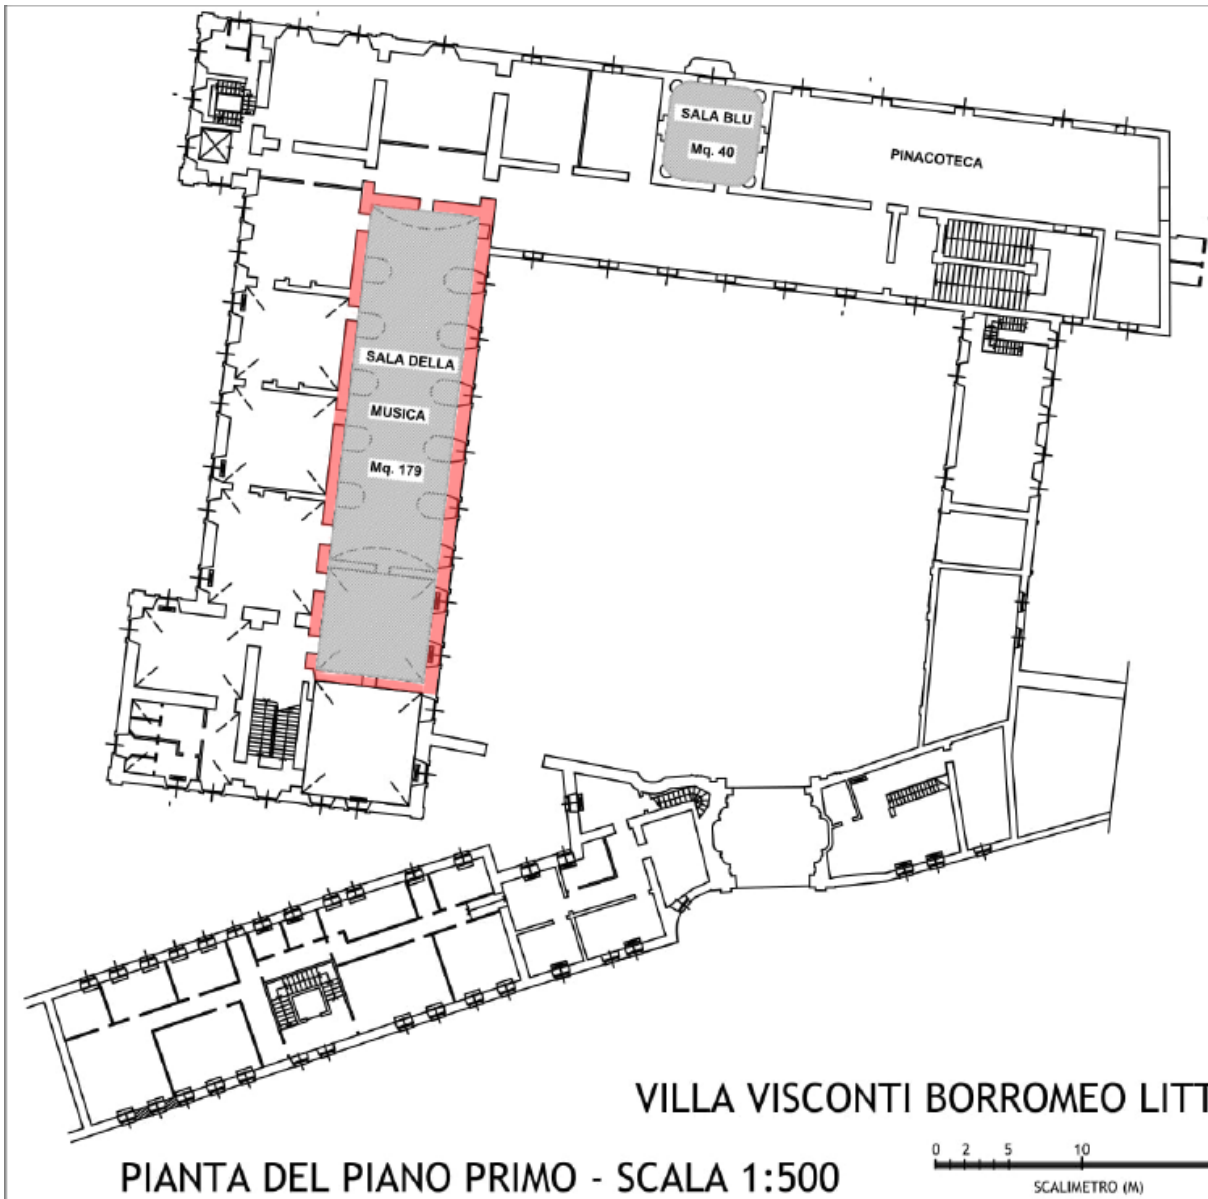 SALA BLU
Mq. 40
PINACOTECA
SALA DELLA
MUSICA
Mq. 179
VILLA VISCONTI BORROMEO LITT
PIANTA DEL PIANO PRIMO - SCALA 1:500
0 2 5 10
SCALIMETRO (M)